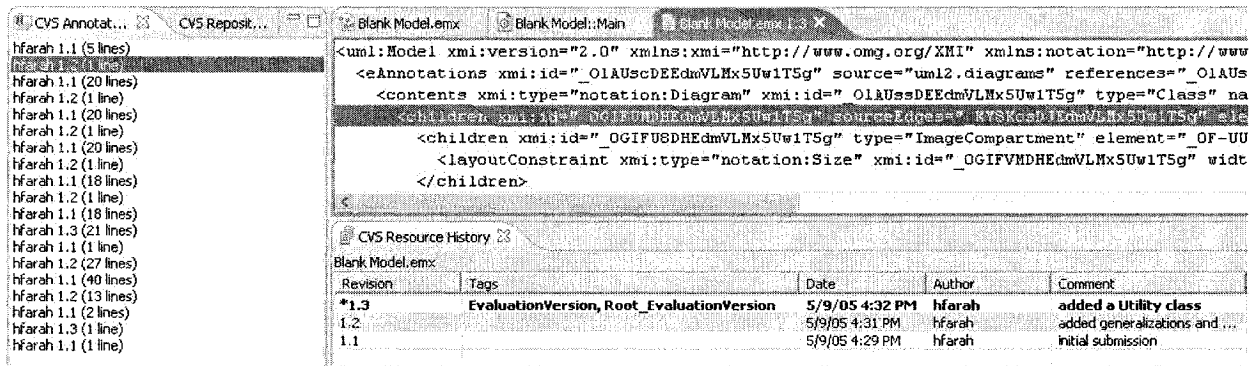 CVS Annotat...
CVS Reposit...
hfarah 1.1 (5 lines)
hfarah 1.2 (1 line)
hfarah 1.1 (20 lines)
hfarah 1.2 (1 line)
hfarah 1.1 (20 lines)
hfarah 1.2 (1 line)
hfarah 1.1 (20 lines)
hfarah 1.2 (1 line)
hfarah 1.1 (18 lines)
hfarah 1.2 (1 line)
hfarah 1.1 (18 lines)
hfarah 1.3 (21 lines)
hfarah 1.1 (1 line)
hfarah 1.2 (27 lines)
hfarah 1.1 (40 lines)
hfarah 1.2 (13 lines)
hfarah 1.1 (2 lines)
hfarah 1.3 (1 line)
hfarah 1.1 (1 line)
Blank Model.emx
Blank Model::Main
Blank Model.emx 1.3
<uml:Model xmi:version="2.0" xmlns:xmi="http://www.omg.org/XMI" xmlns:notation="http://www
<eAnnotations xmi:id="_O1AUscDEEdmVLMx5Uw1T5g" source="uml2.diagrams" references="_O1AUs
<contents xmi:type="notation:Diagram" xmi:id="_O1AUssDEEdmVLMx5Uw1T5g" type="Class" na
<children xmi:id= sourceEdges= ele
<children xmi:id="_OGIFU8DHEdmVLMx5Uw1T5g" type="ImageCompartment" element="_OF-UU
<layoutConstraint xmi:type="notation:Size" xmi:id="_OGIFVMDHEdmVLMx5Uw1T5g" widt
</children>
CVS Resource History
Blank Model.emx
Revision Tags Date Author Comment
*1.3 EvaluationVersion, Root_EvaluationVersion 5/9/05 4:32 PM hfarah added a Utility class
1.2 5/9/05 4:31 PM hfarah added generalizations and ...
1.1 5/9/05 4:29 PM hfarah initial submission